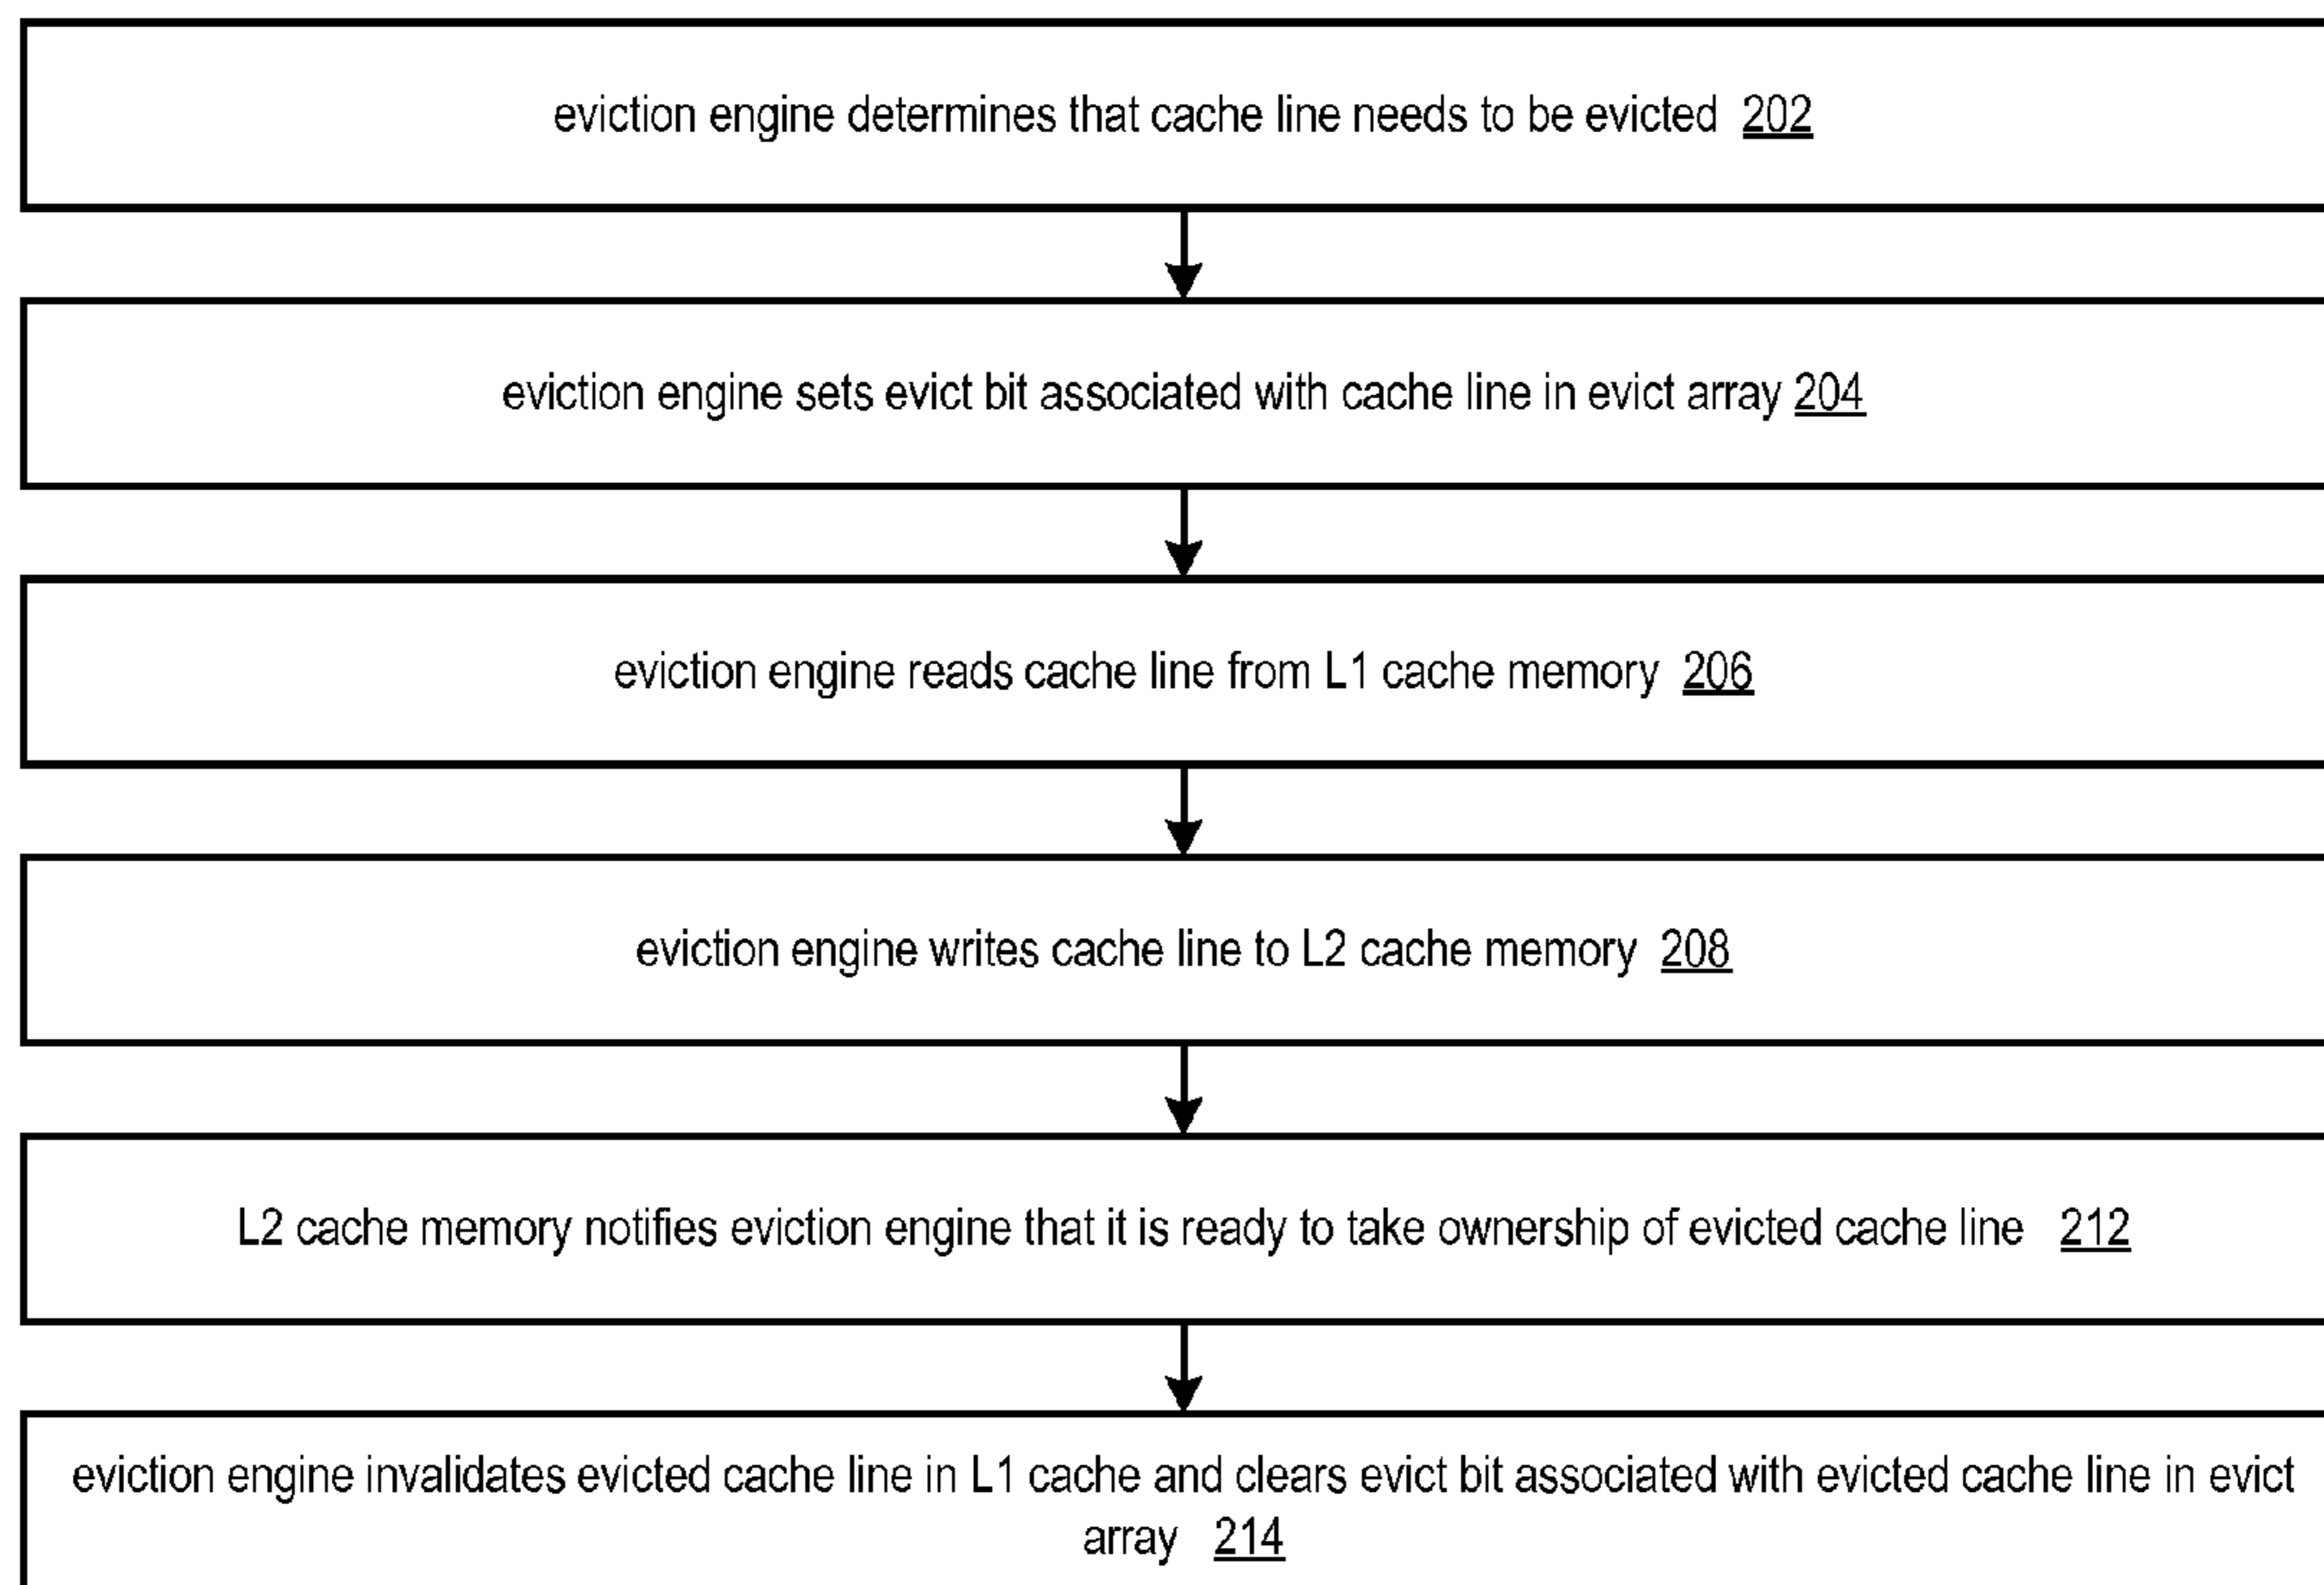 eviction engine determines that cache line needs to be evicted 202
eviction engine sets evict bit associated with cache line in evict array 204
eviction engine reads cache line from L1 cache memory 206
eviction engine writes cache line to L2 cache memory 208
L2 cache memory notifies eviction engine that it is ready to take ownership of evicted cache line 212
eviction engine invalidates evicted cache line in L1 cache and clears evict bit associated with evicted cache line in evict
array 214